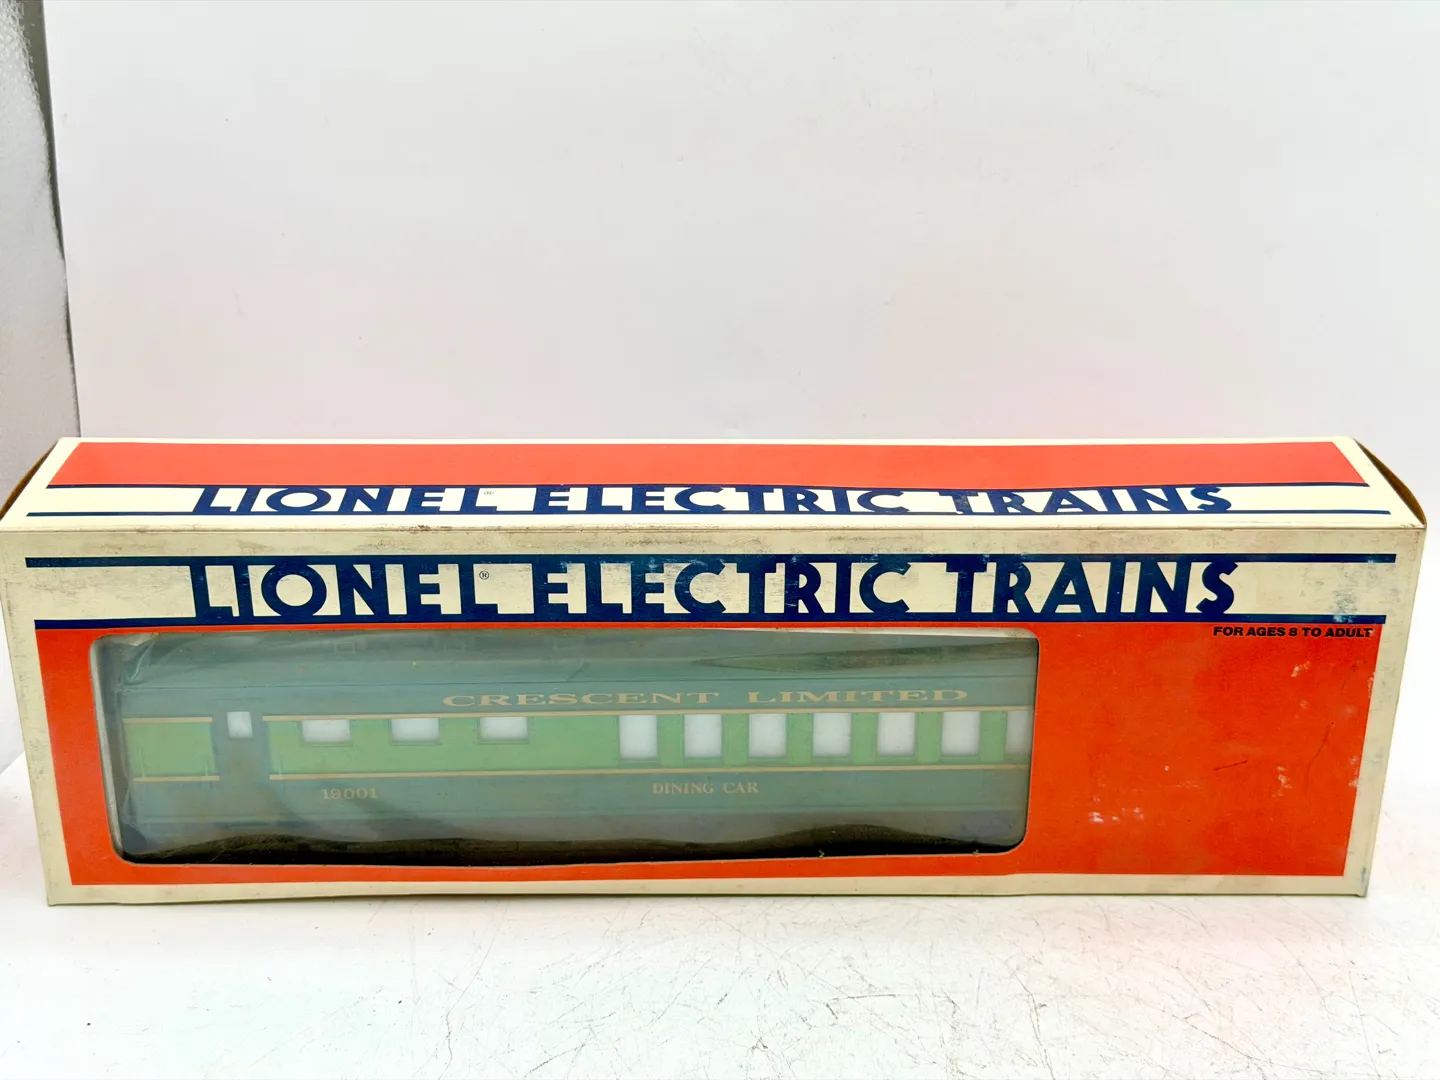 LIONEL® ELECTRIC TRAINS
LIONEL® ELECTRIC TRAINS
FOR AGES 8 TO ADULT
CRESCENT LIMITED
19001
DINING CAR